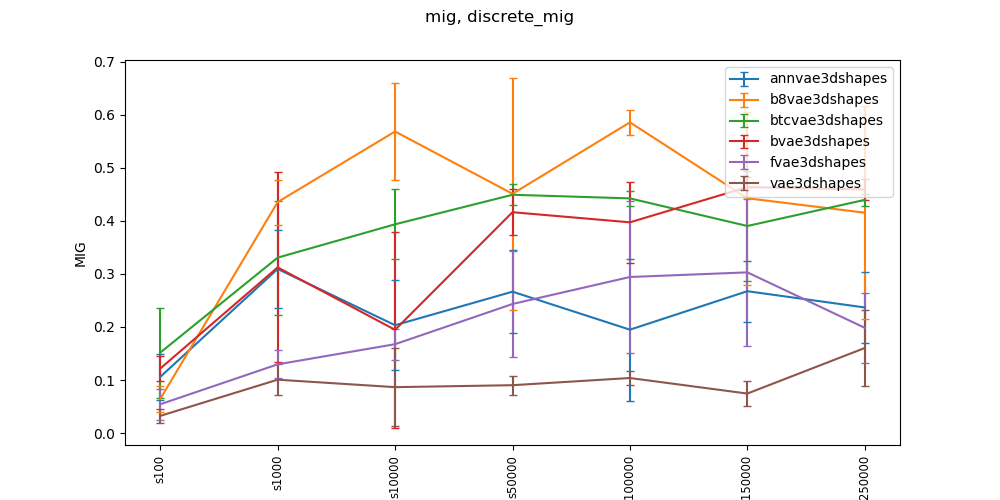 mig, discrete_mig
0.7
0.6
0.5
0.4
0.3
0.2
0.1
0.0
MIG
annvae3dshapes
b8vae3dshapes
btcvae3dshapes
bvae3dshapes
fvae3dshapes
vae3dshapes
s100
s1000
s10000
s50000
100000
150000
250000